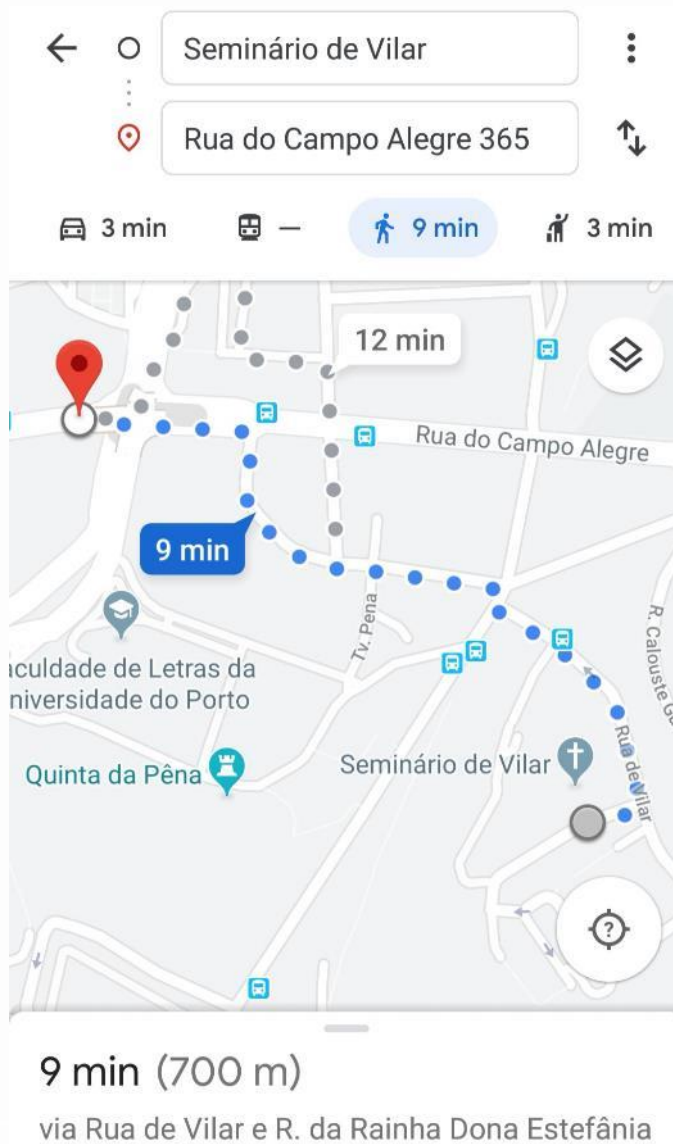 Seminário de Vilar
Rua do Campo Alegre 365
3 min
—
9 min
3 min
12 min
Rua do Campo Alegre
9 min
Tv. Pena
R. Calouste Gu
aculdade de Letras da
niversidade do Porto
Quinta da Pêna
Seminário de Vilar
Rua de Vilar
?
9 min (700 m)
via Rua de Vilar e R. da Rainha Dona Estefânia